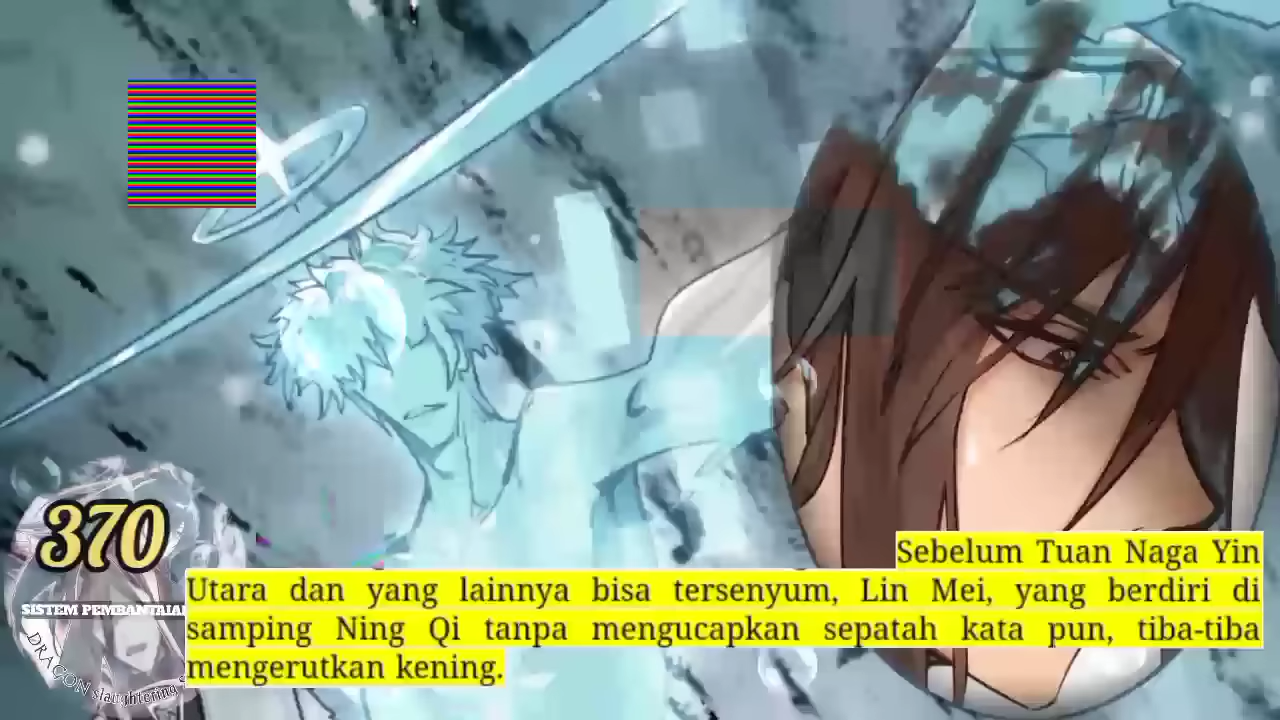 370
SISTEM PEMBANTAIAN
DRAGON slaughtering
Sebelum Tuan Naga Yin
Utara dan yang lainnya bisa tersenyum, Lin Mei, yang berdiri di
samping Ning Qi tanpa mengucapkan sepatah kata pun, tiba-tiba
mengerutkan kening.